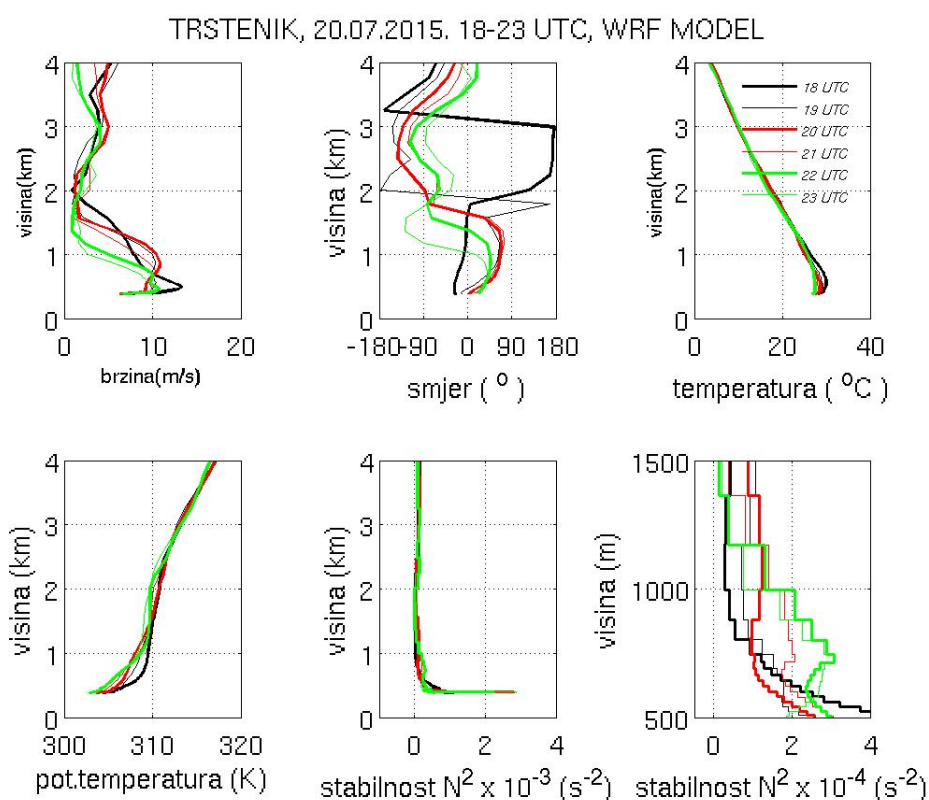 TRSTENIK, 20.07.2015. 18-23 UTC, WRF MODEL
4
3
2
1
0
visina(km)
0 10 20
brzina(m/s)
4
3
2
1
0
visina (km)
-180 -90 0 90 180
smjer ( o )
4
3
2
1
0
visina(km)
0 20 40
temperatura ( oC )
18 UTC
19 UTC
20 UTC
21 UTC
22 UTC
23 UTC
4
3
2
1
0
visina (km)
300 310 320
pot.temperatura (K)
4
3
2
1
0
visina (km)
0 2 4
stabilnost N2 x 10-3 (s-2)
1500
1000
500
visina (m)
0 2 4
stabilnost N2 x 10-4 (s-2)